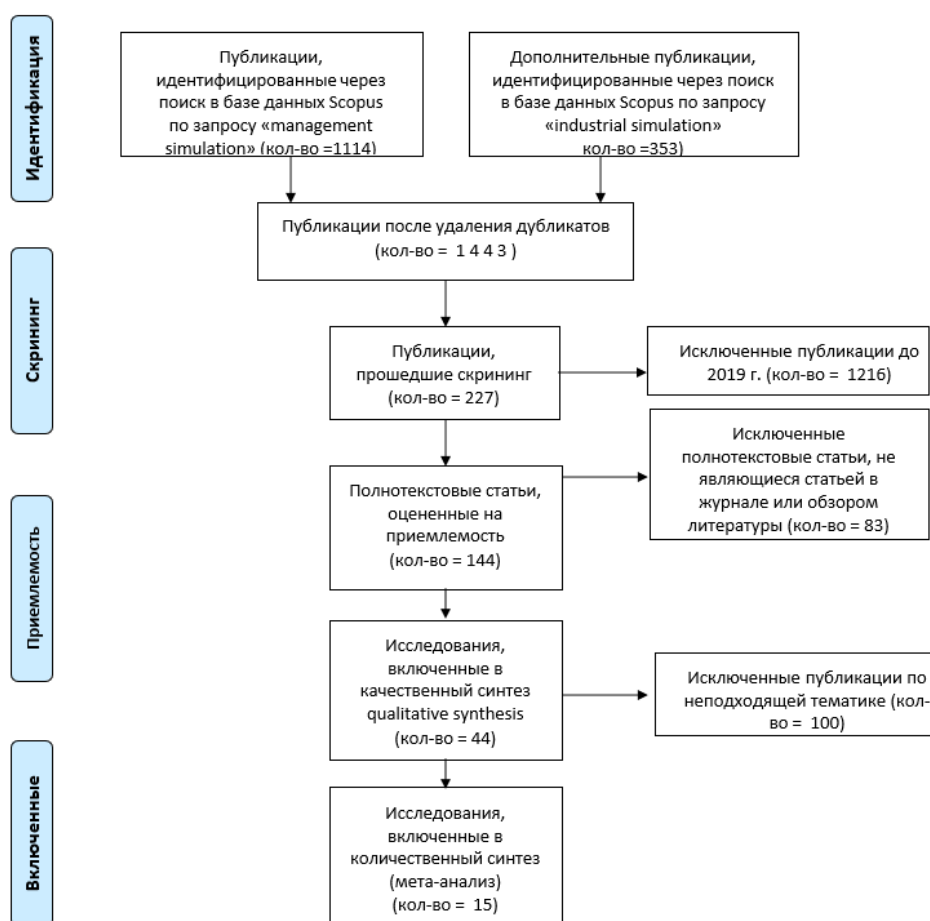 Идентификация
Публикации,
идентифицированные через
поиск в базе данных Scopus
по запросу «management
simulation» (кол-во =1114)
Дополнительные публикации,
идентифицированные через поиск
в базе данных Scopus по запросу
«industrial simulation»
кол-во =353)
Публикации после удаления дубликатов
(кол-во = 1 4 4 3 )
Скрининг
Публикации,
прошедшие скрининг
(кол-во = 227)
Исключенные публикации до
2019 г. (кол-во = 1216)
Исключенные
полнотекстовые статьи, не
являющиеся статьей в
журнале или обзором
литературы (кол-во = 83)
Приемлемость
Полнотекстовые статьи,
оцененные на
приемлемость
(кол-во = 144)
Исследования,
включенные в
качественный синтез
qualitative synthesis
(кол-во = 44)
Исключенные публикации по
неподходящей тематике (кол-
во = 100)
Включенные
Исследования,
включенные в
количественный синтез
(мета-анализ)
(кол-во = 15)